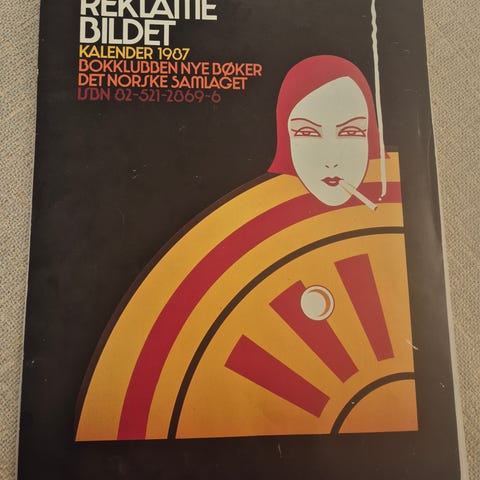 REKLAME
BILDET
KALENDER 1987
BOKKLUBBEN NYE BØKER
DET NORSKE SAMLAGET
ISBN 82-521-2869-6